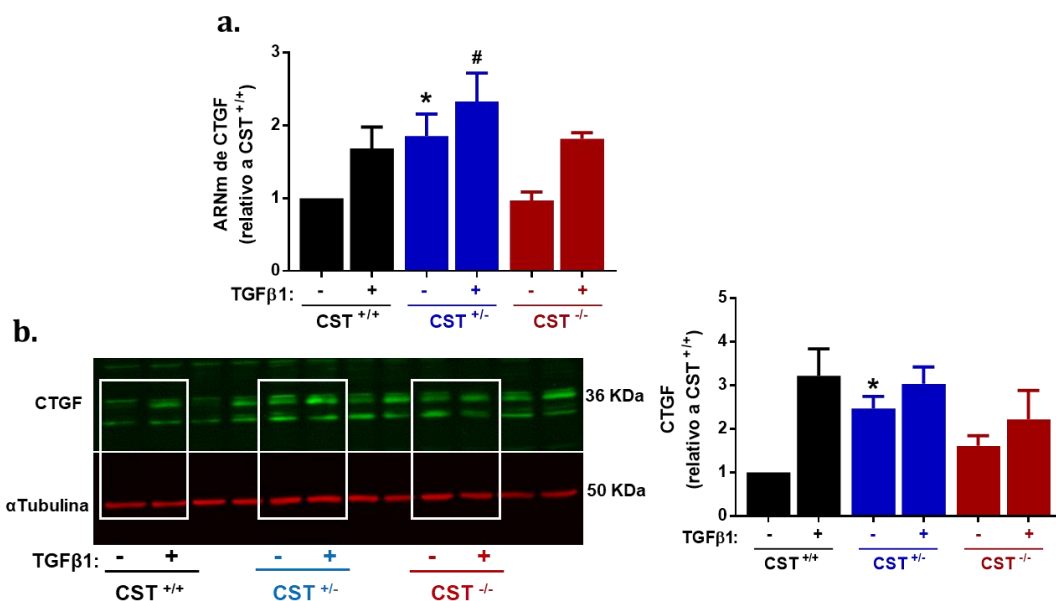 a.
ARNm de CTGF
(relativo a CST +/+)
3
2
1
0
*
#
TGFβ1: - + - + - +
CST +/+ CST +/- CST -/-
b.
CTGF
36 KDa
αTubulina
50 KDa
TGFβ1: - + - + - +
CST +/+ CST +/- CST -/-
CTGF
(relativo a CST +/+)
5
4
3
2
1
0
*
TGFβ1: - + - + - +
CST +/+ CST +/- CST -/-